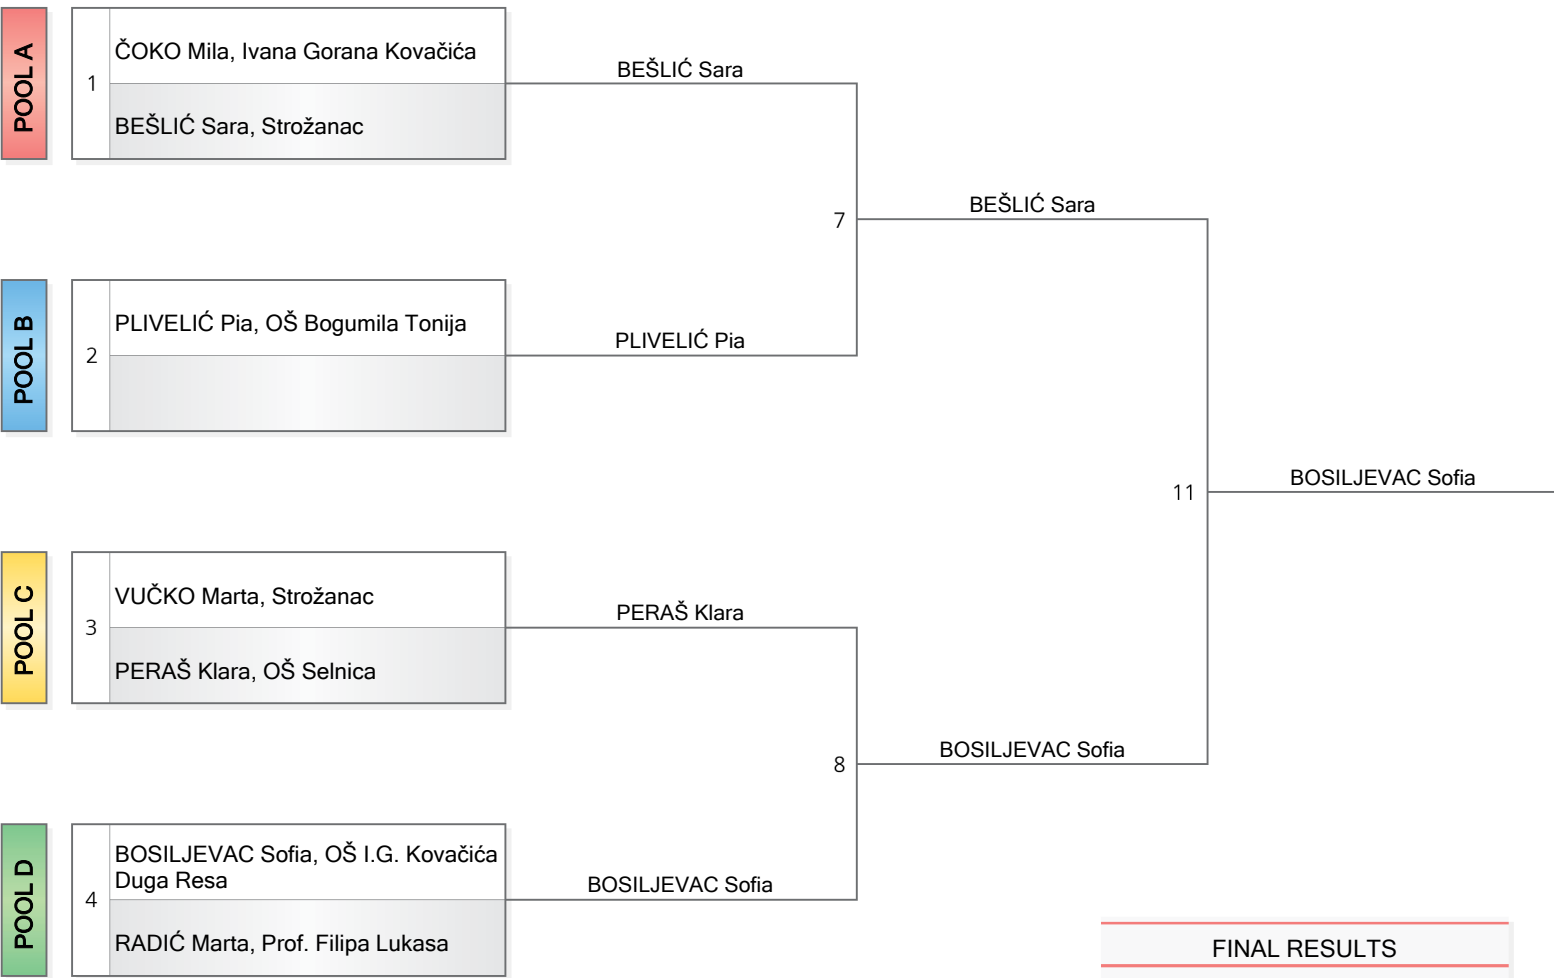 POOL A
1
ČOKO Mila, Ivana Gorana Kovačića
BEŠLIĆ Sara, Strožanac
BEŠLIĆ Sara
7
BEŠLIĆ Sara
POOL B
2
PLIVELIĆ Pia, OŠ Bogumila Tonija
PLIVELIĆ Pia
11
BOSILJEVAC Sofia
POOL C
3
VUČKO Marta, Strožanac
PERAŠ Klara, OŠ Selnica
PERAŠ Klara
8
BOSILJEVAC Sofia
POOL D
4
BOSILJEVAC Sofia, OŠ I.G. Kovačića
Duga Resa
RADIĆ Marta, Prof. Filipa Lukasa
BOSILJEVAC Sofia
FINAL RESULTS